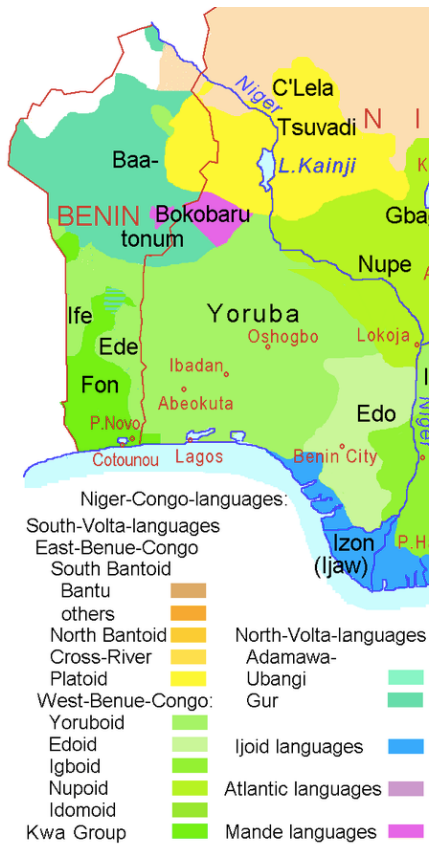 Niger
C'Lela
Tsuvadi
N I
L.Kainji
Baa-
BENIN
Bokobaru
tonum
Gba
Nupe
Yoruba
Ife
Ede
Oshogbo
Lokoja
Ibadan
Fon
Abeokuta
Edo
Niger
P.Novo
Cotounou
Lagos
Benin City
Izon
(Ijaw)
P.Ha
Niger-Congo-languages:
South-Volta-languages
East-Benue-Congo
South Bantoid
Bantu
others
North Bantoid
Cross-River
Platoid
West-Benue-Congo:
Yoruboid
Edoid
Igboid
Nupoid
Idomoid
Kwa Group
North-Volta-languages
Adamawa-
Ubangi
Gur
Ijoid languages
Atlantic languages
Mande languages